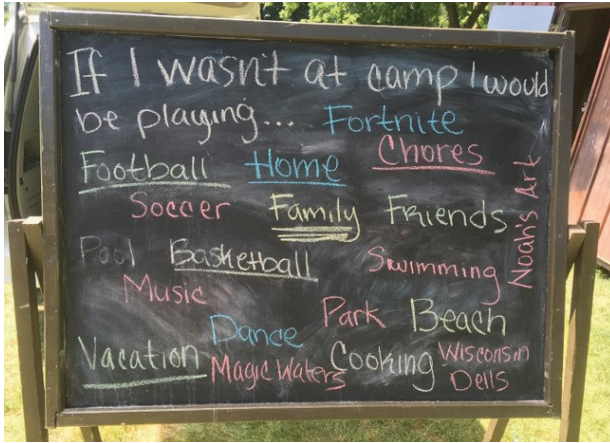 If I wasn't at camp I would
be playing... Fortnite
Chores
Football Home
Soccer Family Friends
Noah's Art
Pool Basketball Swimming
Music
Park Beach
Dance
Vacation Cooking Wisconsin
Magic Waters Dells